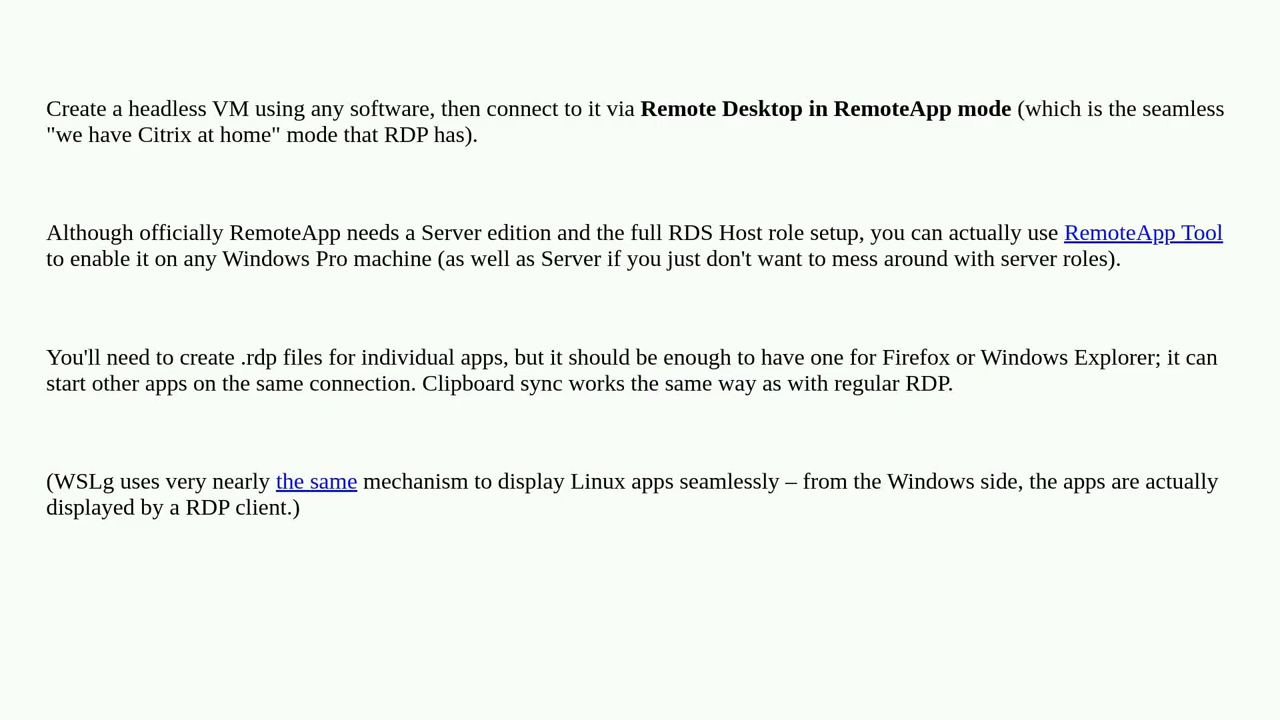 Create a headless VM using any software, then connect to it via Remote Desktop in RemoteApp mode (which is the seamless
"we have Citrix at home" mode that RDP has).
Although officially RemoteApp needs a Server edition and the full RDS Host role setup, you can actually use RemoteApp Tool
to enable it on any Windows Pro machine (as well as Server if you just don't want to mess around with server roles).
You'll need to create .rdp files for individual apps, but it should be enough to have one for Firefox or Windows Explorer; it can
start other apps on the same connection. Clipboard sync works the same way as with regular RDP.
(WSLg uses very nearly the same mechanism to display Linux apps seamlessly – from the Windows side, the apps are actually
displayed by a RDP client.)